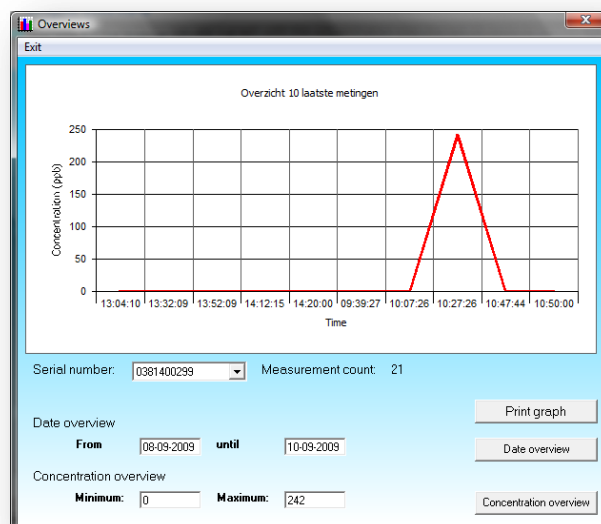 Overviews
Exit
Overzicht 10 laatste metingen
250
200
150
100
50
0
Concentration (ppb)
13:04:10 13:32:09 13:52:09 14:12:15 14:20:00 09:39:27 10:07:26 10:27:26 10:47:44 10:50:00
Time
Serial number: 0381400299 Measurement count: 21
Print graph
Date overview
From 08-09-2009 until 10-09-2009 Date overview
Concentration overview
Minimum: 0 Maximum: 242 Concentration overview